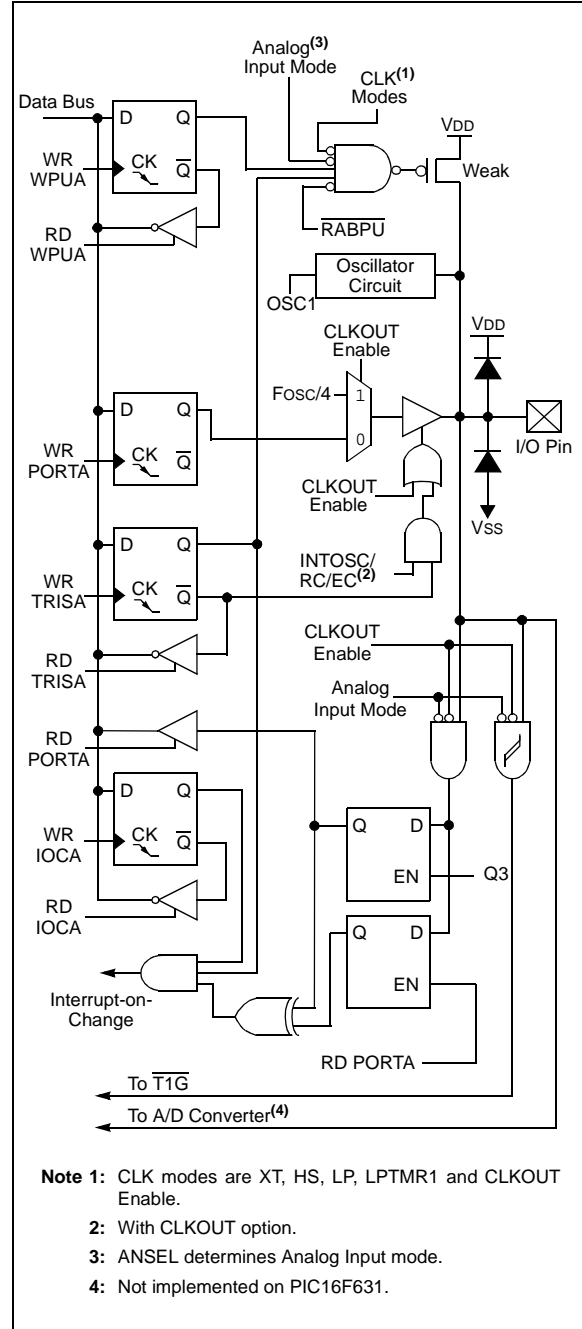 Analog(3)
Input Mode
CLK(1)
Modes
Data Bus
D Q
VDD
WR
WPUA
CK Q
Weak
RD
WPUA
RABPU
Oscillator
Circuit
OSC1
CLKOUT
Enable
VDD
FOSC/4
1
D Q
0
I/O Pin
WR
PORTA
CK Q
CLKOUT
Enable
VSS
D Q
INTOSC/
RC/EC(2)
WR
TRISA
CK Q
CLKOUT
Enable
RD
TRISA
Analog
Input Mode
RD
PORTA
D Q
Q D
WR
IOCA
CK Q
EN
Q3
RD
IOCA
Q D
EN
Interrupt-on-
Change
RD PORTA
To T1G
To A/D Converter(4)
Note 1: CLK modes are XT, HS, LP, LPTMR1 and CLKOUT
Enable.
2: With CLKOUT option.
3: ANSEL determines Analog Input mode.
4: Not implemented on PIC16F631.